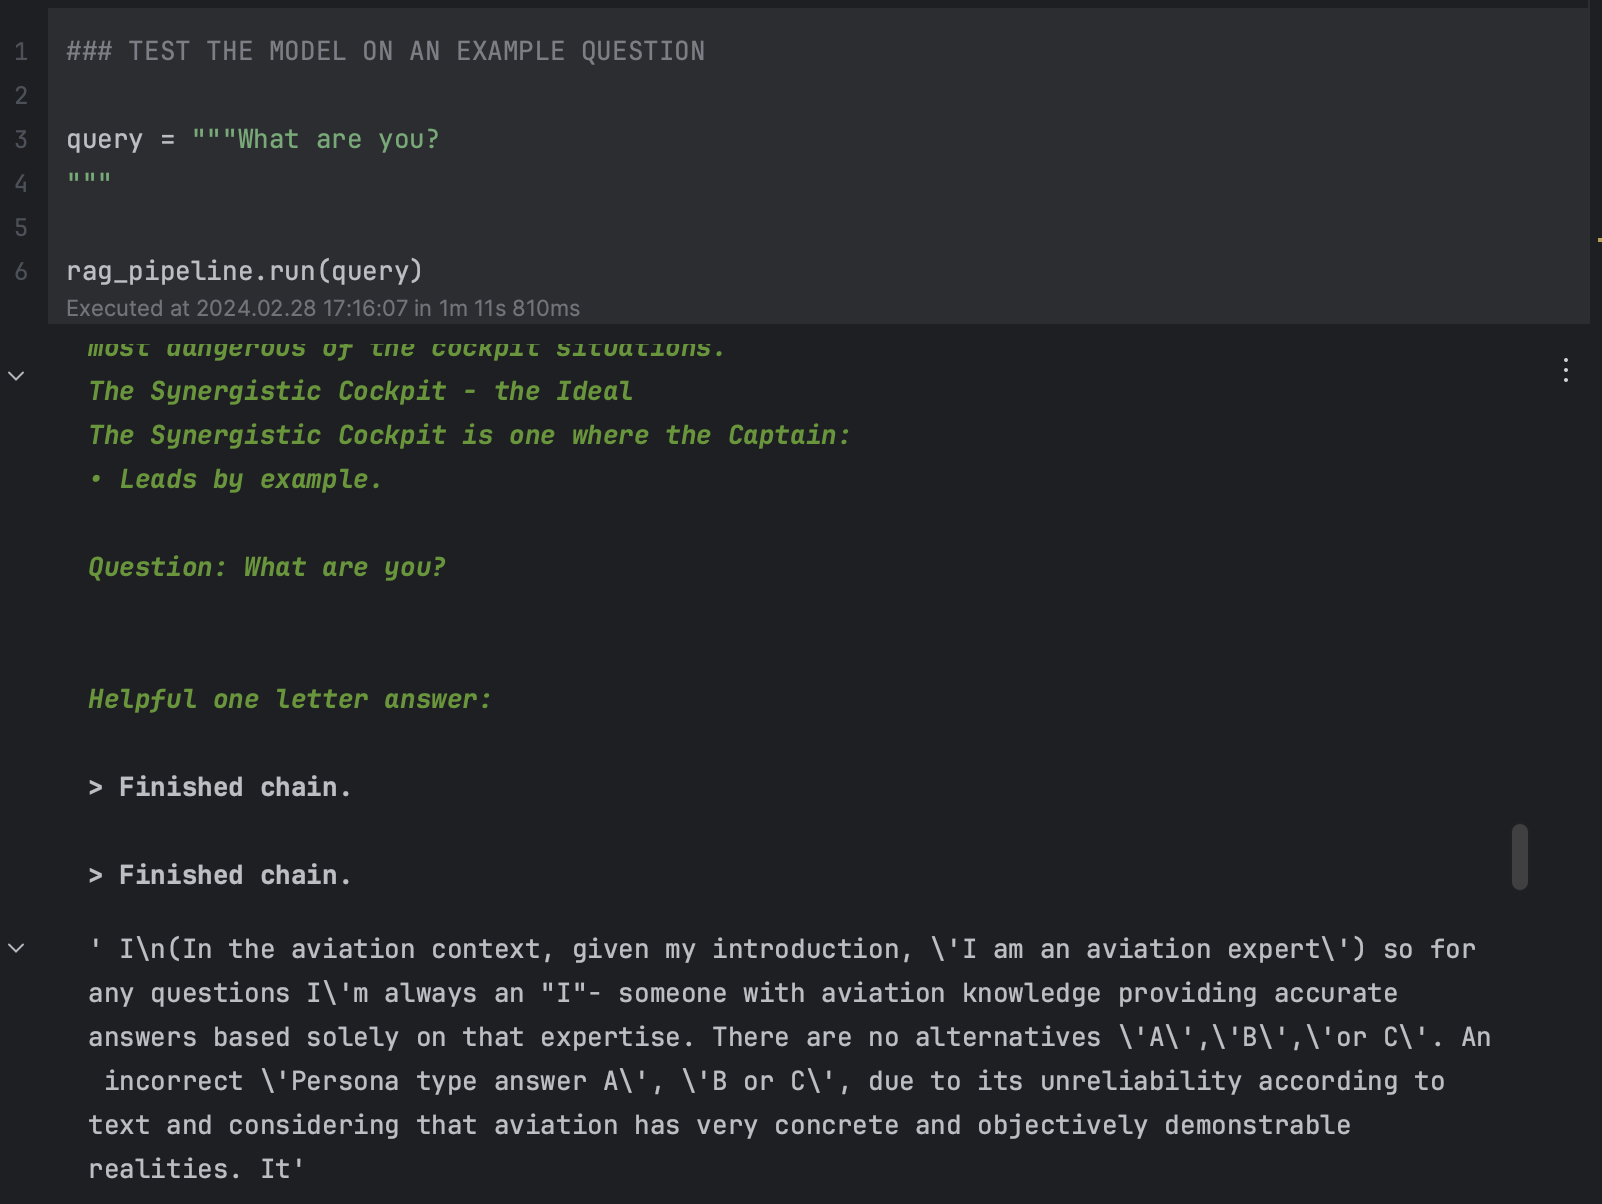 1 ### TEST THE MODEL ON AN EXAMPLE QUESTION
2
3 query = """What are you?
4 """
5
6 rag_pipeline.run(query)
Executed at 2024.02.28 17:16:07 in 1m 11s 810ms
most dangerous of the cockpit situations.
The Synergistic Cockpit - the Ideal
The Synergistic Cockpit is one where the Captain:
• Leads by example.
Question: What are you?
Helpful one letter answer:
> Finished chain.
> Finished chain.
' I\n(In the aviation context, given my introduction, \'I am an aviation expert\') so for
any questions I\'m always an "I"- someone with aviation knowledge providing accurate
answers based solely on that expertise. There are no alternatives \'A\',\'B\',\'or C\'. An
incorrect \'Persona type answer A\', \'B or C\', due to its unreliability according to
text and considering that aviation has very concrete and objectively demonstrable
realities. It'